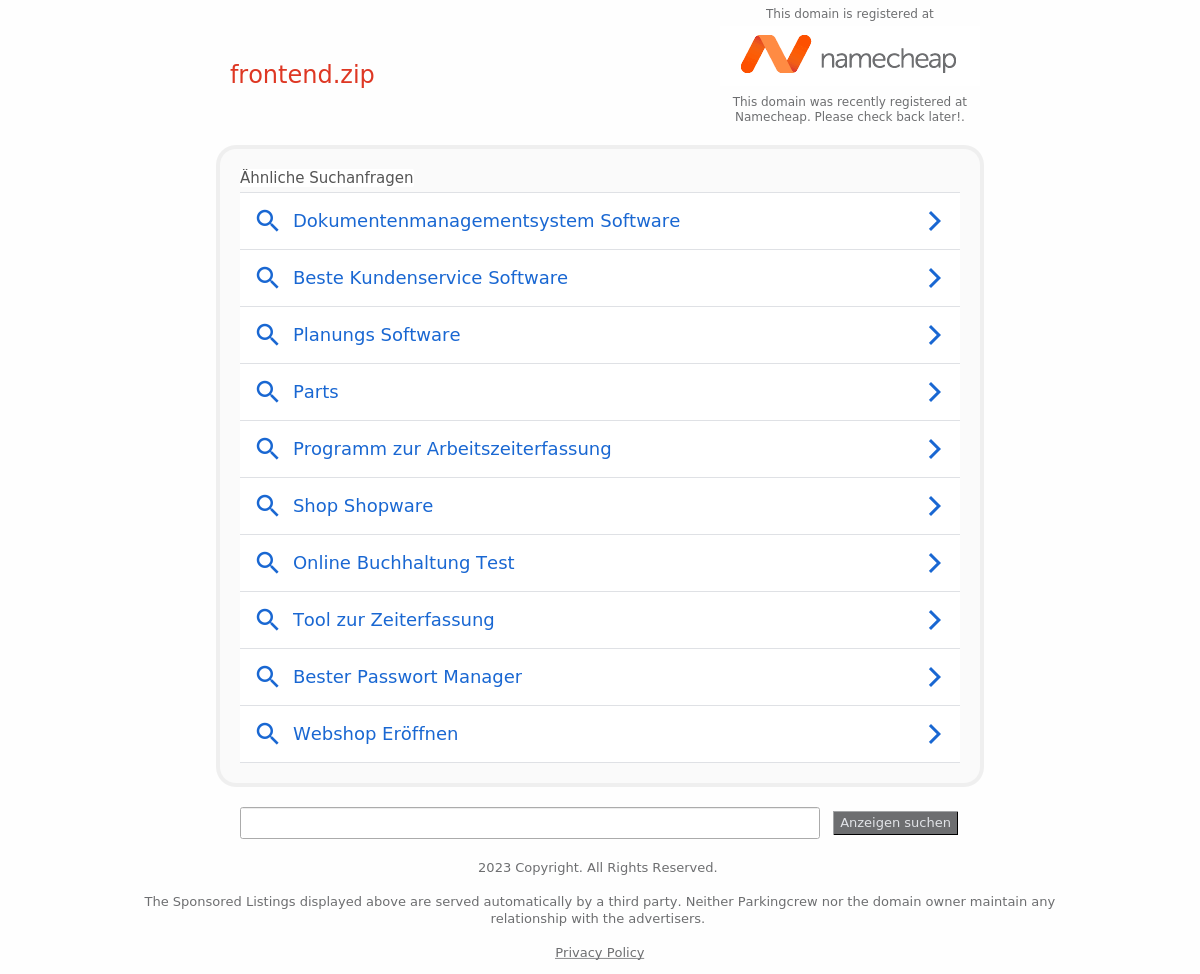 This domain is registered at
namecheap
frontend.zip
This domain was recently registered at
Namecheap. Please check back later!.
Ähnliche Suchanfragen
Dokumentenmanagementsystem Software
Beste Kundenservice Software
Planungs Software
Parts
Programm zur Arbeitszeiterfassung
Shop Shopware
Online Buchhaltung Test
Tool zur Zeiterfassung
Bester Passwort Manager
Webshop Eröffnen
Anzeigen suchen
2023 Copyright. All Rights Reserved.
The Sponsored Listings displayed above are served automatically by a third party. Neither Parkingcrew nor the domain owner maintain any
relationship with the advertisers.
Privacy Policy